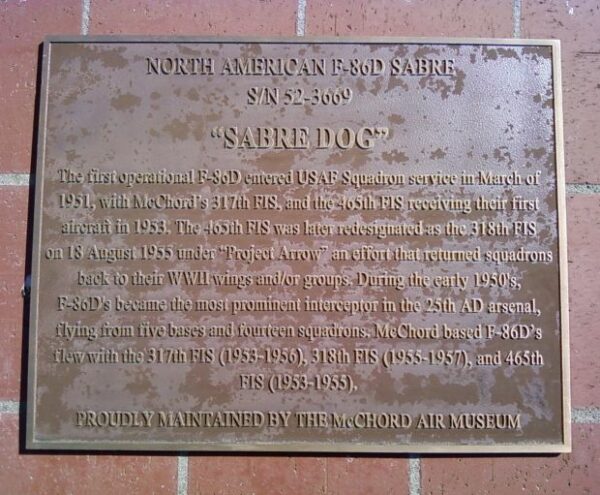 NORTH AMERICAN F-86D SABRE
S/N 52-3669
"SABRE DOG"
The first operational F-86D entered USAF Squadron service in March of
1951, with McChord's 317th FIS, and the 465th FIS receiving their first
aircraft in 1953. The 465th FIS was later redesignated as the 318th FIS
on 18 August 1955 under "Project Arrow" an effort that returned squadrons
back to their WWII wings and/or groups. During the early 1950's,
F-86D's became the most prominent interceptor in the 25th AD arsenal,
flying from five bases and fourteen squadrons. McChord based F-86D's
flew with the 317th FIS (1953-1956), 318th FIS (1955-1957), and 465th
FIS (1953-1955).
PROUDLY MAINTAINED BY THE McCHORD AIR MUSEUM